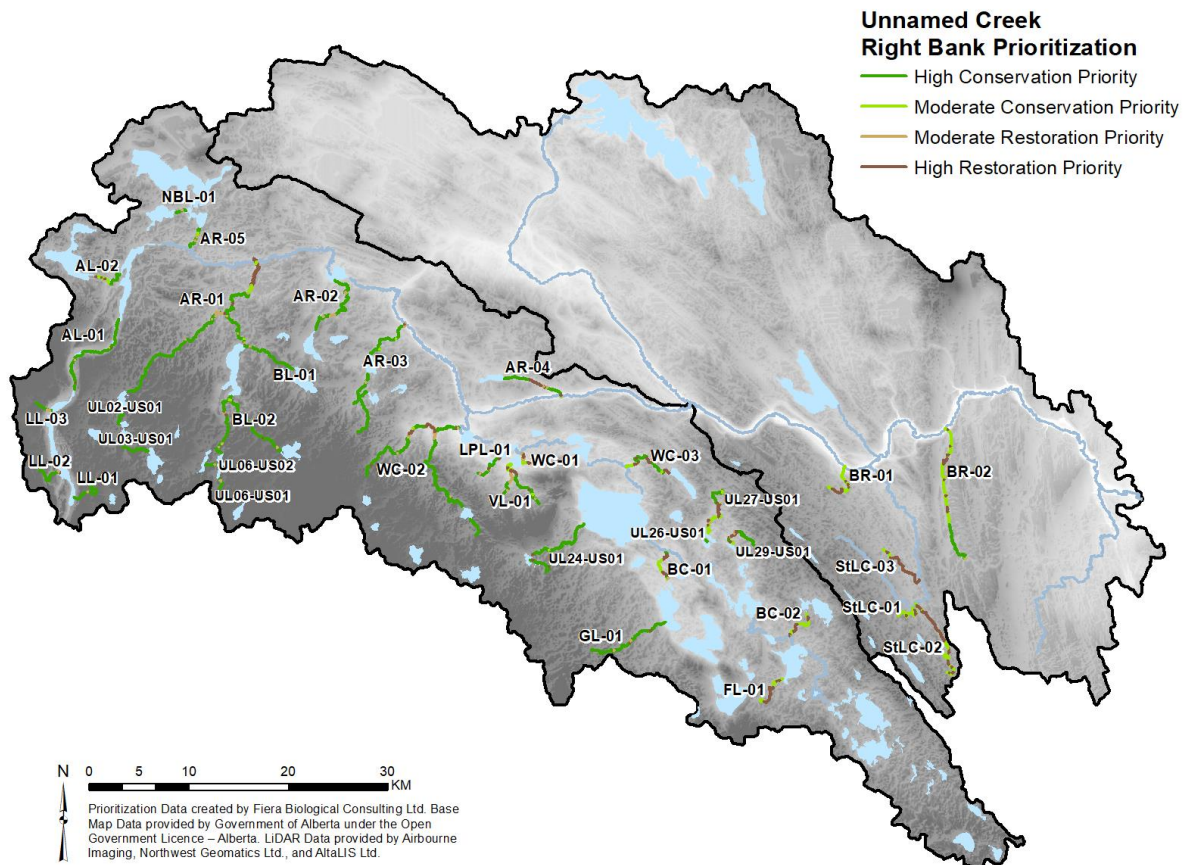 Unnamed Creek
Right Bank Prioritization
High Conservation Priority
Moderate Conservation Priority
Moderate Restoration Priority
High Restoration Priority
NBL-01
AR-05
AL-02
AR-01
AR-02
AL-01
AR-03
BL-01
AR-04
UL02-US01
LL-03
BL-02
UL03-US01
LPL-01
WC-01
WC-03
LL-02
UL06-US02
WC-02
LL-01
BR-01
BR-02
UL06-US01
VL-01
UL27-US01
UL26-US01
UL29-US01
UL24-US01
BC-01
StLC-03
StLC-01
BC-02
GL-01
StLC-02
FL-01
N
0 5 10 20 30
KM
Prioritization Data created by Fiera Biological Consulting Ltd. Base
Map Data provided by Government of Alberta under the Open
Government Licence – Alberta. LiDAR Data provided by Airbourne
Imaging, Northwest Geomatics Ltd., and AltaLIS Ltd.